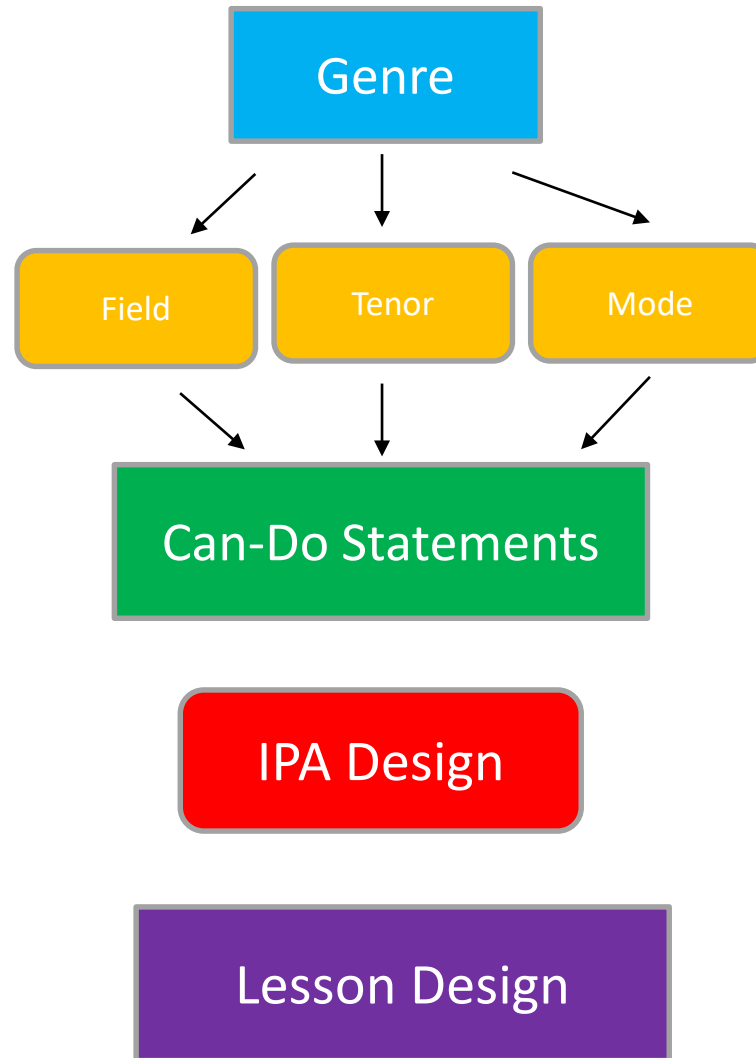 Genre
Field
Tenor
Mode
Can-Do Statements
IPA Design
Lesson Design